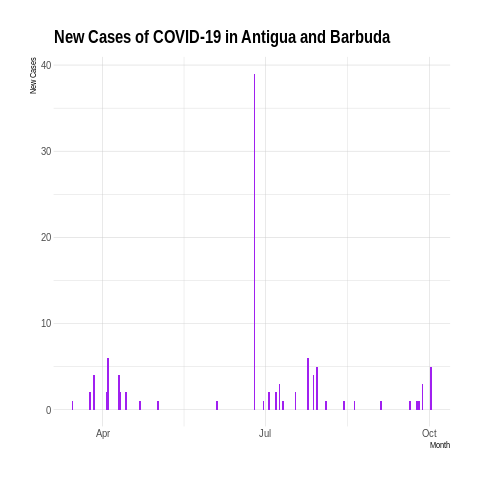 New Cases of COVID-19 in Antigua and Barbuda
New Cases
40
30
20
10
0
Apr
Jul
Oct
Month